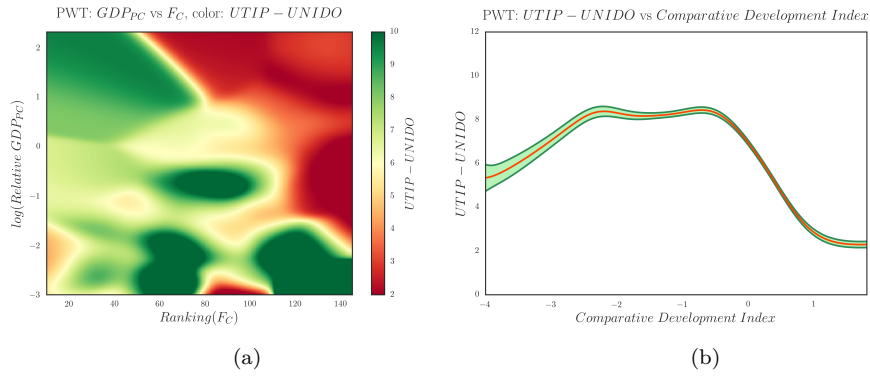 PWT: GDP_PC vs F_C, color: UTIP − UNIDO
2
1
0
−1
−2
−3
20 40 60 80 100 120 140
log(Relative GDP_PC)
Ranking(F_C)
10
9
8
7
6
5
4
3
2
UTIP − UNIDO
(a)
PWT: UTIP − UNIDO vs Comparative Development Index
12
10
8
6
4
2
0
−4 −3 −2 −1 0 1
UTIP − UNIDO
Comparative Development Index
(b)